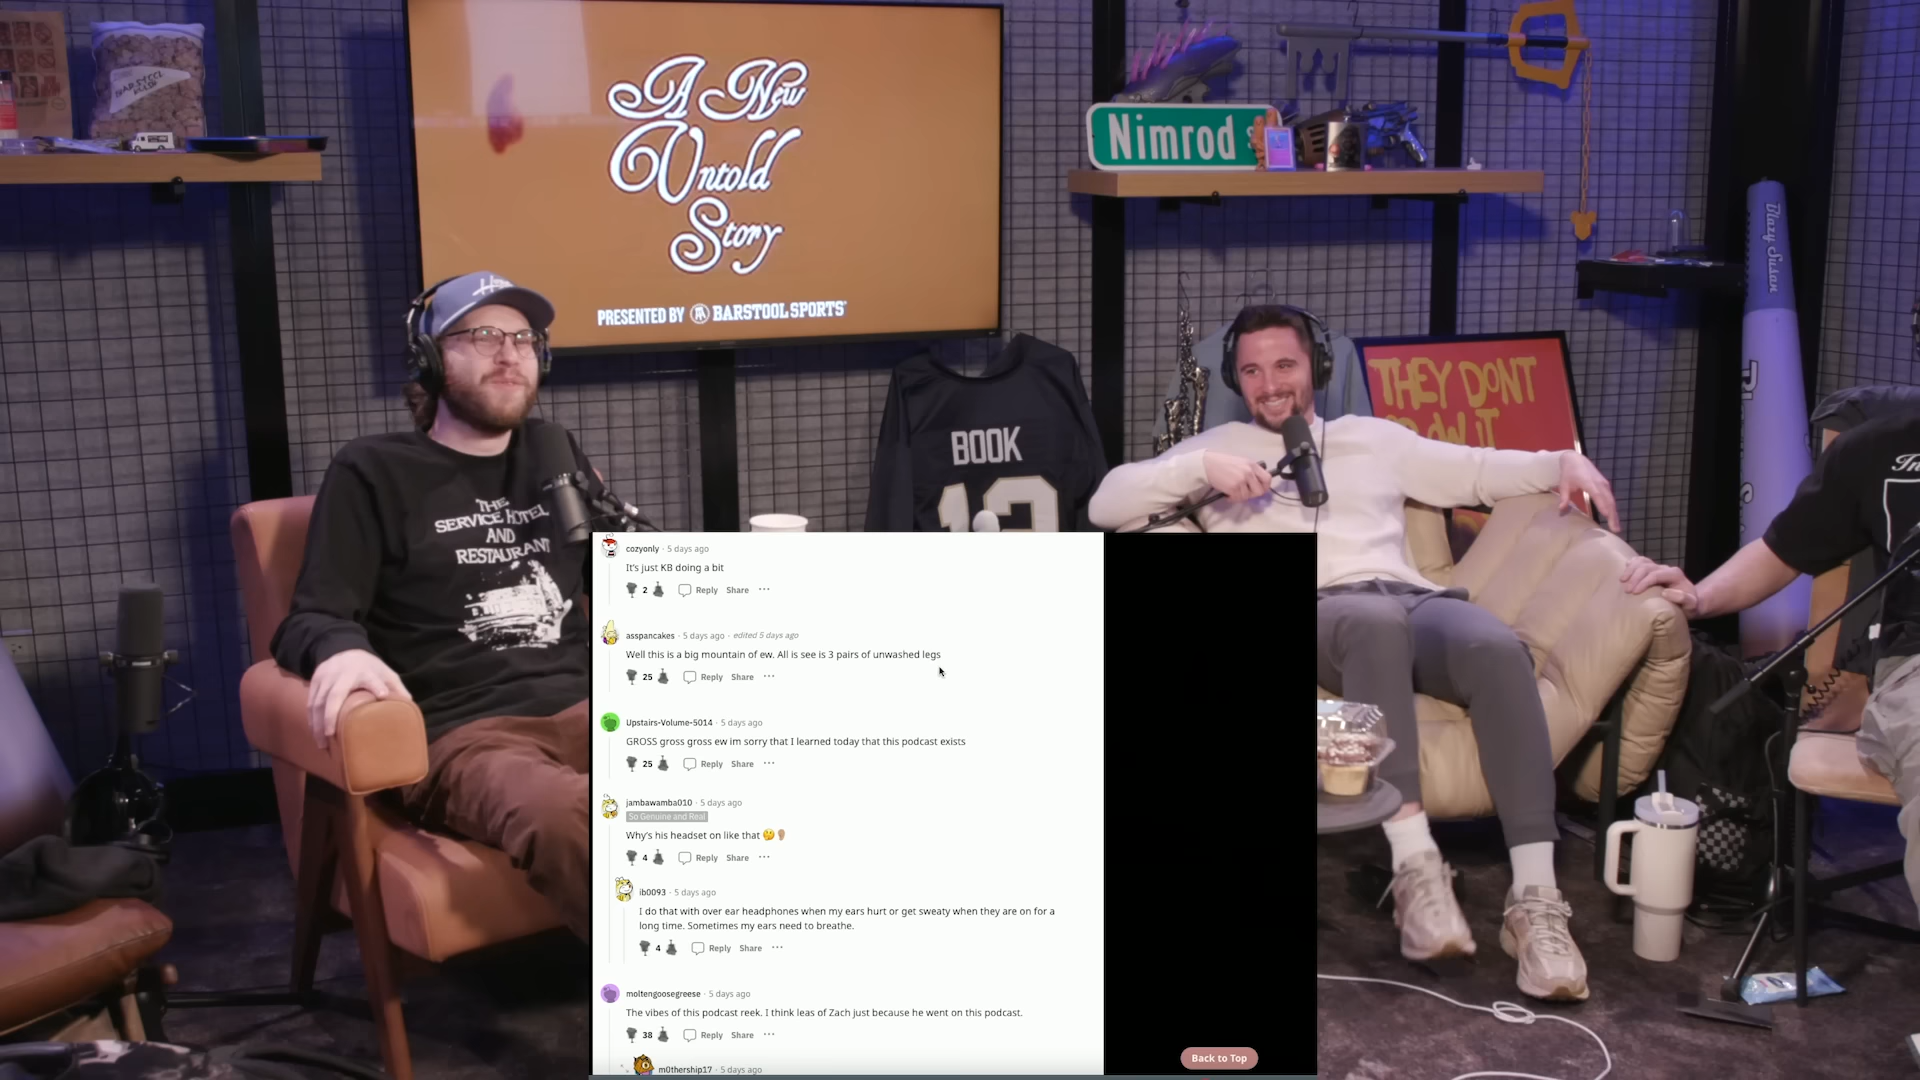 A New
Untold
Story
PRESENTED BY BARSTOOL SPORTS
Nimrod
THEY DONT
BOOK
12
THE
SERVICE HOTEL
AND
RESTAURANT
Blazy Susan
cozyonly · 5 days ago
It's just KB doing a bit
2 Reply Share ···
asspancakes · 5 days ago · edited 5 days ago
Well this is a big mountain of ew. All is see is 3 pairs of unwashed legs
25 Reply Share ···
Upstairs-Volume-5014 · 5 days ago
GROSS gross gross ew im sorry that I learned today that this podcast exists
25 Reply Share ···
jambawamba010 · 5 days ago
So Genuine and Real
Why's his headset on like that 🤔👂🏽
4 Reply Share ···
ib0093 · 5 days ago
I do that with over ear headphones when my ears hurt or get sweaty when they are on for a
long time. Sometimes my ears need to breathe.
4 Reply Share ···
moltengoosegreese · 5 days ago
The vibes of this podcast reek. I think leas of Zach just because he went on this podcast.
38 Reply Share ···
m0thership17 · 5 days ago
Back to Top